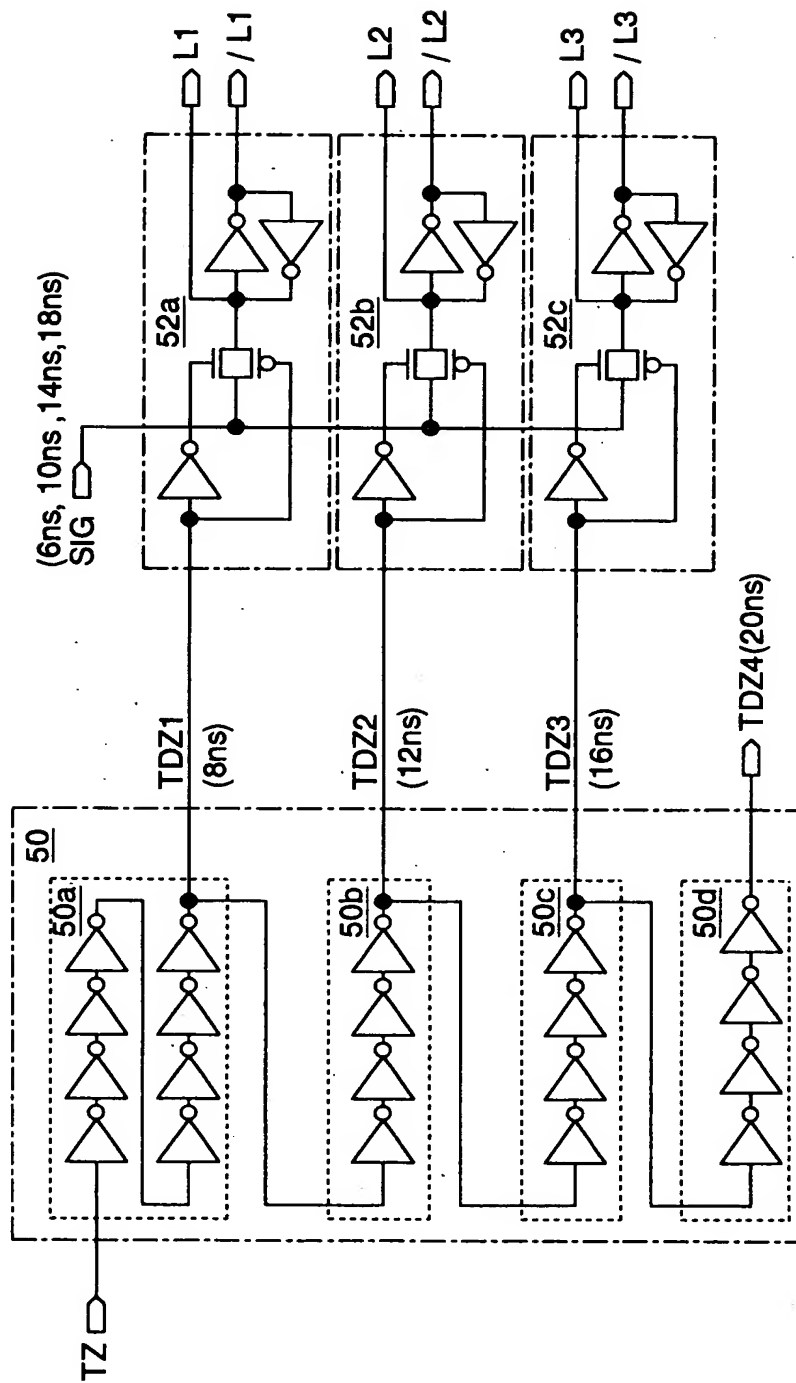 TZ
50
50a
50b
50c
50d
TDZ1
(8ns)
TDZ2
(12ns)
TDZ3
(16ns)
TDZ4(20ns)
(6ns, 10ns ,14ns,18ns)
SIG
52a
52b
52c
L1
/ L1
L2
/ L2
L3
/ L3